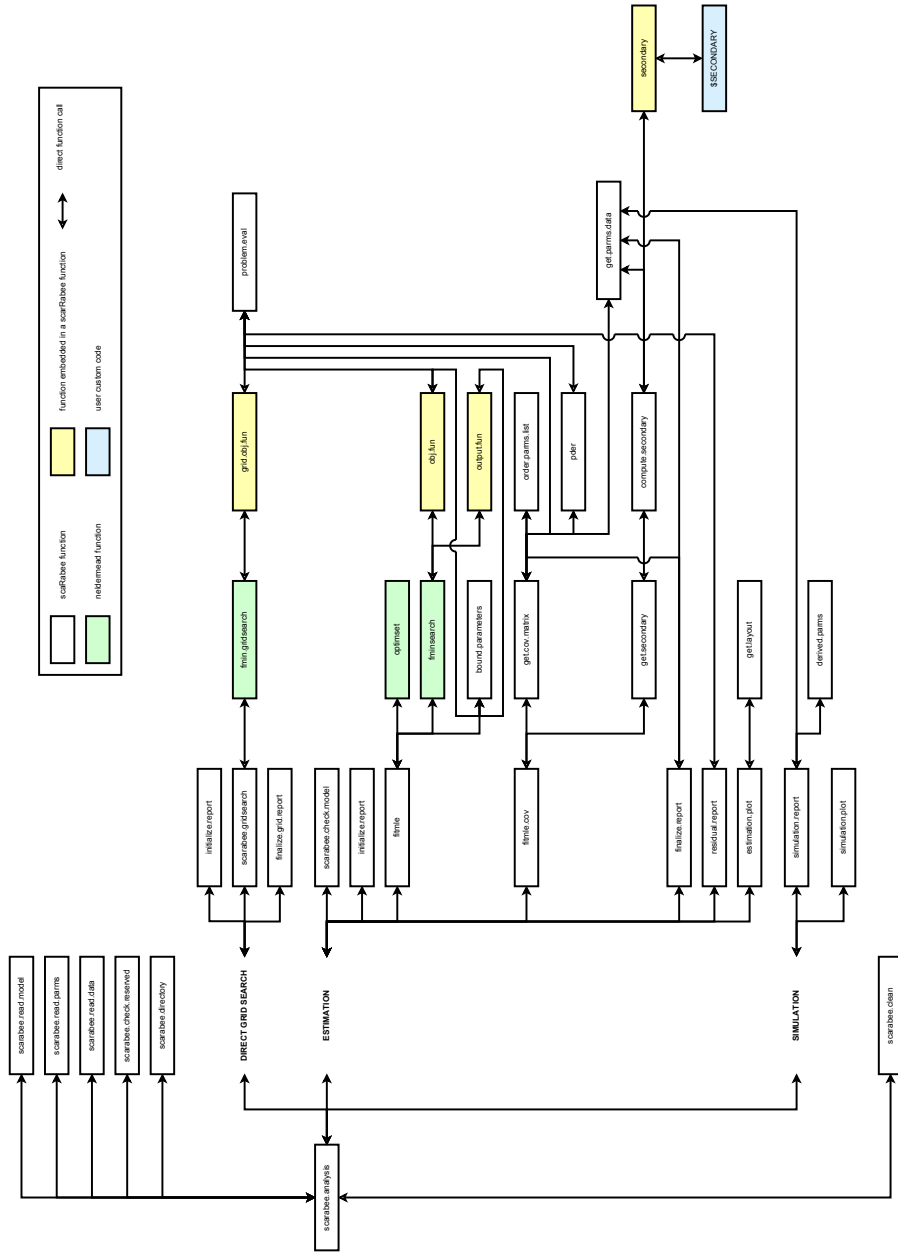 scaRabee function
neldermead function
function embedded in a scarRabee function
user custom code
direct function call
scarabee.analysis
scarabee.read.model
scarabee.read.parms
scarabee.read.data
scarabee.check.reserved
scarabee.directory
DIRECT GRID SEARCH
ESTIMATION
SIMULATION
scarabee.clean
initialize.report
scarabee.gridsearch
finalize.grid.report
scarabee.check.model
initialize.report
fitmle
fitmle.cov
finalize.report
residual.report
estimation.plot
simulation.report
simulation.plot
fmin.gridsearch
optimset
fminsearch
bound.parameters
get.cov.matrix
get.secondary
get.layout
derived.parms
grid.obj.fun
obj.fun
output.fun
order.parms.list
pder
compute.secondary
problem.eval
get.parms.data
secondary
$SECONDARY